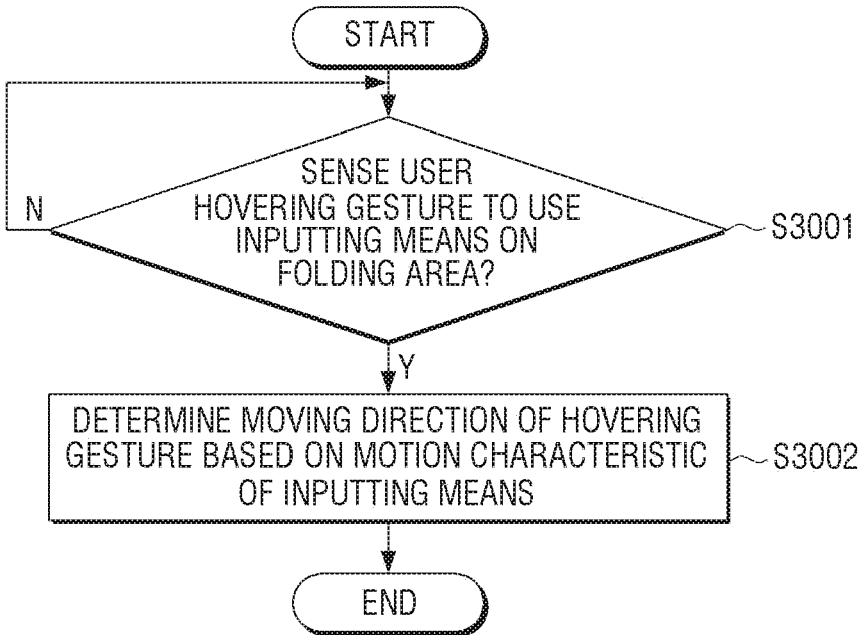 START
SENSE USER
HOVERING GESTURE TO USE
INPUTTING MEANS ON
FOLDING AREA?
N
S3001
Y
DETERMINE MOVING DIRECTION OF HOVERING
GESTURE BASED ON MOTION CHARACTERISTIC
OF INPUTTING MEANS
S3002
END